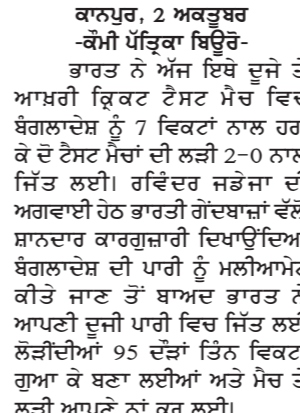 ਕਾਨਪੁਰ, 2 ਅਕਤੂਬਰ
-ਕੌਮੀ ਪੱਤ੍ਰਿਕਾ ਬਿਊਰੋ-
ਭਾਰਤ ਨੇ ਅੱਜ ਇਥੇ ਦੂਜੇ ਤੇ
ਆਖ਼ਰੀ ਕ੍ਰਿਕਟ ਟੈਸਟ ਮੈਚ ਵਿਚ
ਬੰਗਲਾਦੇਸ਼ ਨੂੰ 7 ਵਿਕਟਾਂ ਨਾਲ ਹਰਾ
ਕੇ ਦੋ ਟੈਸਟ ਮੈਚਾਂ ਦੀ ਲੜੀ 2-0 ਨਾਲ
ਜਿੱਤ ਲਈ। ਰਵਿੰਦਰ ਜਡੇਜਾ ਦੀ
ਅਗਵਾਈ ਹੇਠ ਭਾਰਤੀ ਗੇਂਦਬਾਜ਼ਾਂ ਵੱਲੋਂ
ਸ਼ਾਨਦਾਰ ਕਾਰਗੁਜ਼ਾਰੀ ਦਿਖਾਉਂਦਿਆਂ
ਬੰਗਲਾਦੇਸ਼ ਦੀ ਪਾਰੀ ਨੂੰ ਮਲੀਆਮੇਟ
ਕੀਤੇ ਜਾਣ ਤੋਂ ਬਾਅਦ ਭਾਰਤ ਨੇ
ਆਪਣੀ ਦੂਜੀ ਪਾਰੀ ਵਿਚ ਜਿੱਤ ਲਈ
ਲੋੜੀਂਦੀਆਂ 95 ਦੌੜਾਂ ਤਿੰਨ ਵਿਕਟਾਂ
ਗੁਆ ਕੇ ਬਣਾ ਲਈਆਂ ਅਤੇ ਮੈਚ ਤੇ
ਲੜੀ ਆਪਣੇ ਨਾਂ ਕਰ ਲਈ।